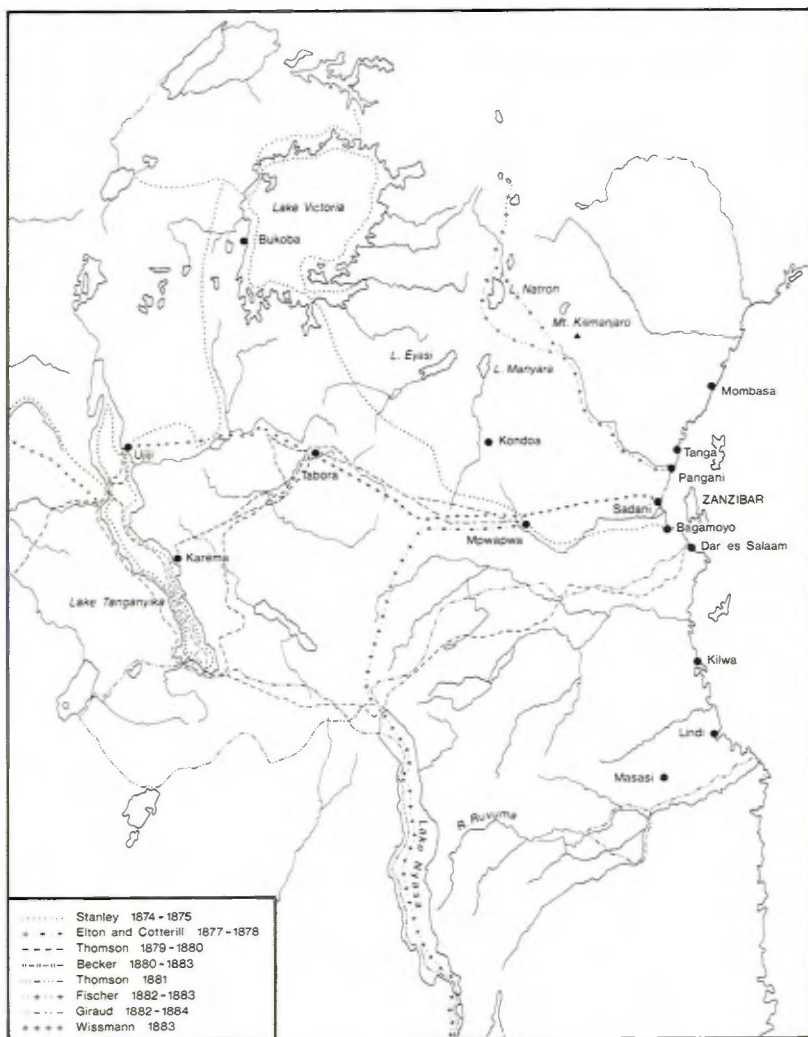 Lake Victoria
Bukoba
Natron
Mt. Kilimanjaro
L. Eyasi
L. Manyara
Mombasa
Ujiji
Tabora
Kondoa
Tanga
Pangani
Sadani
ZANZIBAR
Mpwapwa
Bagamoyo
Dar es Salaam
Karema
Lake Tanganyika
Kilwa
Lindi
Masasi
R. Ruvuma
Lake Nyasa
Stanley 1874-1875
Elton and Cotterill 1877-1878
Thomson 1879-1880
Becker 1880-1883
Thomson 1881
Fischer 1882-1883
Giraud 1882-1884
Wissmann 1883